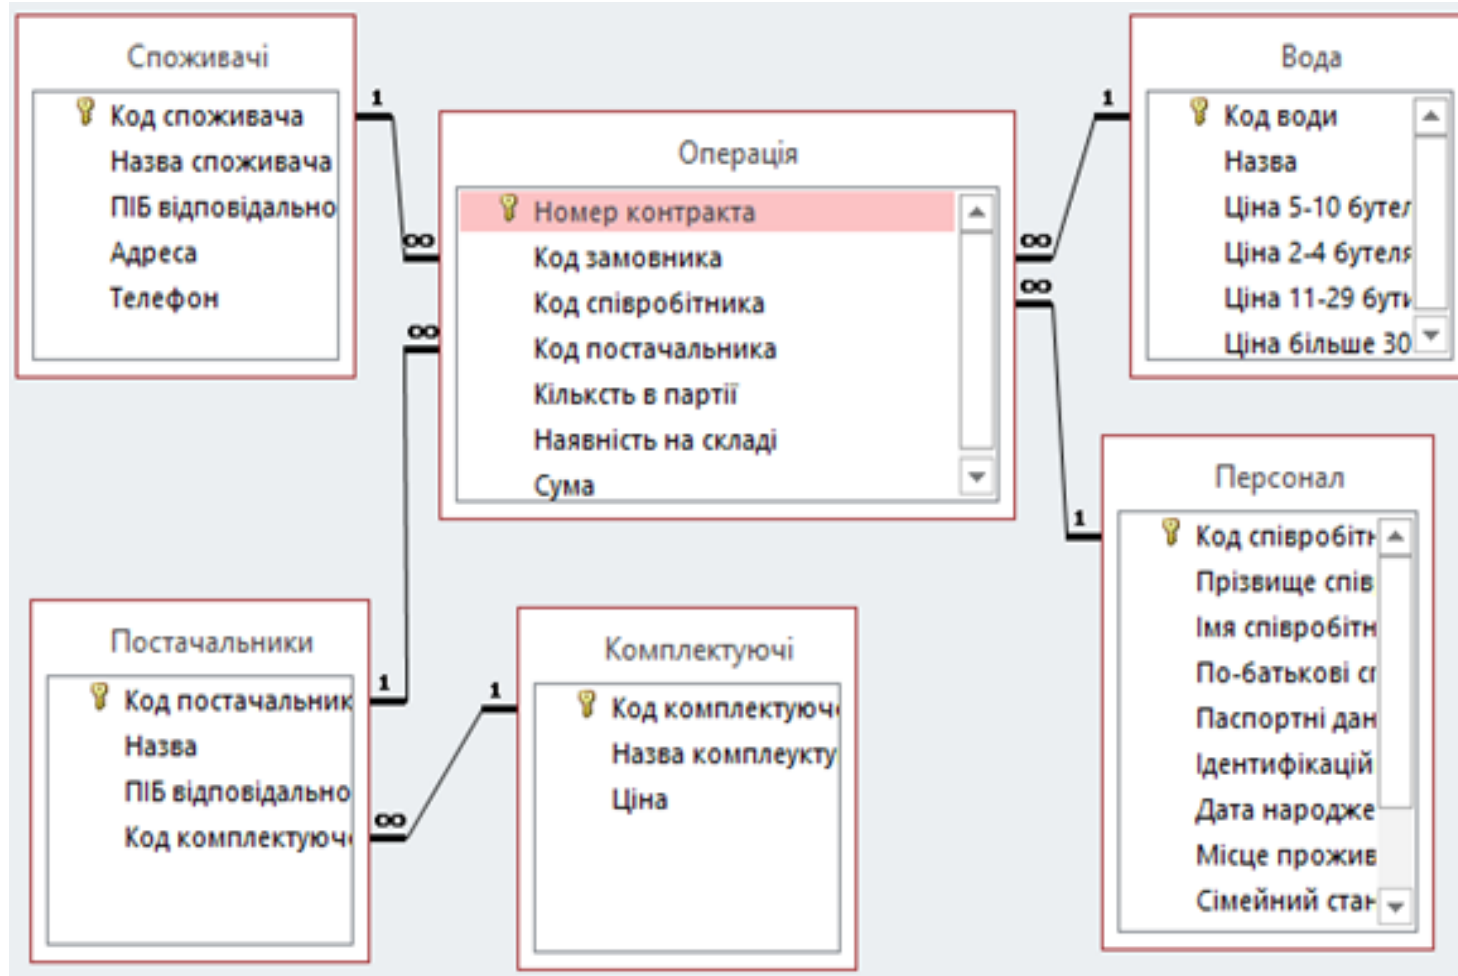 Споживачі
Код споживача
Назва споживача
ПІБ відповідально
Адреса
Телефон
1
∞
Операція
Номер контракта
Код замовника
Код співробітника
Код постачальника
Кільксть в партії
Наявність на складі
Сума
1
∞
Вода
Код води
Назва
Ціна 5-10 бутел
Ціна 2-4 бутеля
Ціна 11-29 бути
Ціна більше 30
∞
1
Персонал
Код співробітн
Прізвище спів
Імя співробітн
По-батькові сп
Паспортні дан
Ідентифікацій
Дата народже
Місце прожив
Сімейний стан
∞
1
Постачальники
Код постачальник
Назва
ПІБ відповідально
Код комплектуюч
∞
1
Комплектуючі
Код комплектуюч
Назва комплеукту
Ціна